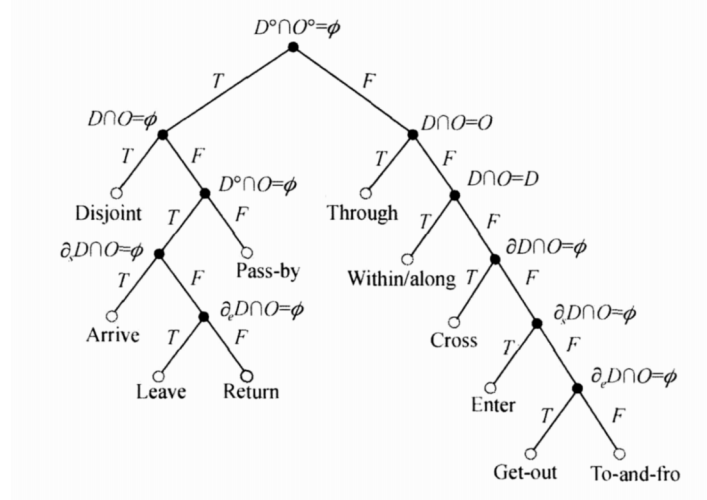 D°∩O°=ϕ
T F
D∩O=ϕ D∩O=O
T F T F
Disjoint D°∩O=ϕ Through D∩O=D
T F T F
∂ₛD∩O=ϕ Pass-by Within/along ∂D∩O=ϕ
T F T F
Arrive ∂ₑD∩O=ϕ Cross ∂ₛD∩O=ϕ
T F T F
Leave Return Enter ∂ₑD∩O=ϕ
T F
Get-out To-and-fro